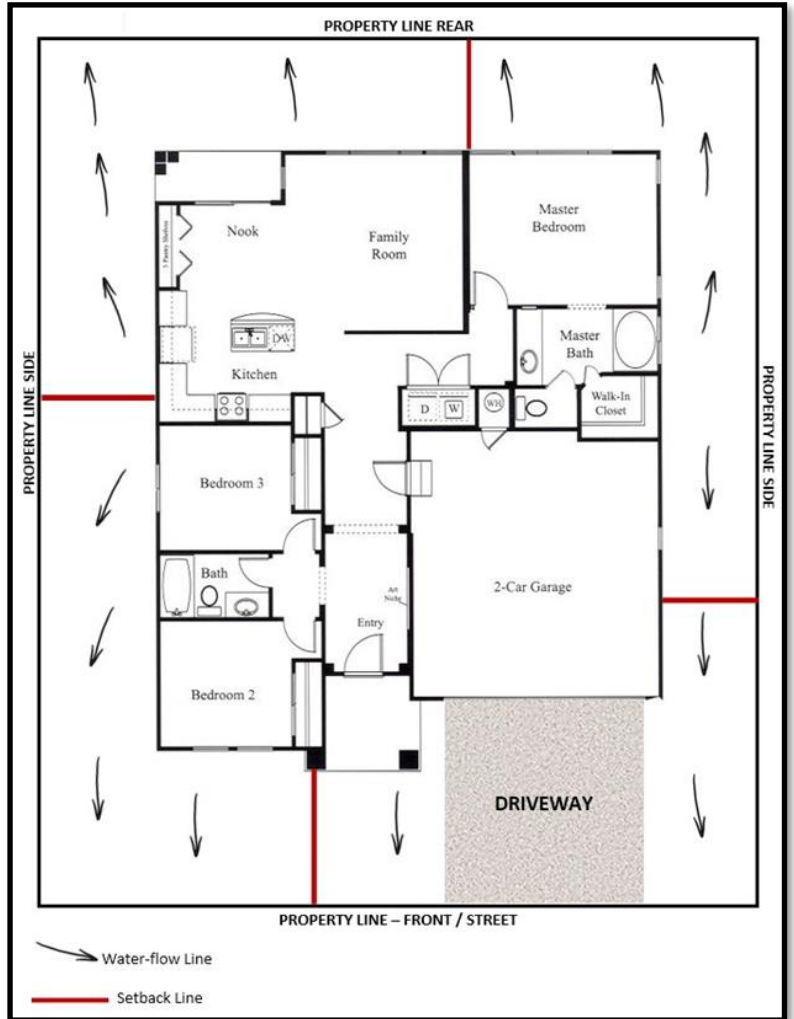 PROPERTY LINE REAR
Nook
5 Pantry Shelves
Family
Room
Master
Bedroom
DW
Kitchen
Master
Bath
D
W
WH
Walk-In
Closet
PROPERTY LINE SIDE
PROPERTY LINE SIDE
Bedroom 3
Bath
Art
Niche
Entry
2-Car Garage
Bedroom 2
DRIVEWAY
PROPERTY LINE – FRONT / STREET
Water-flow Line
Setback Line